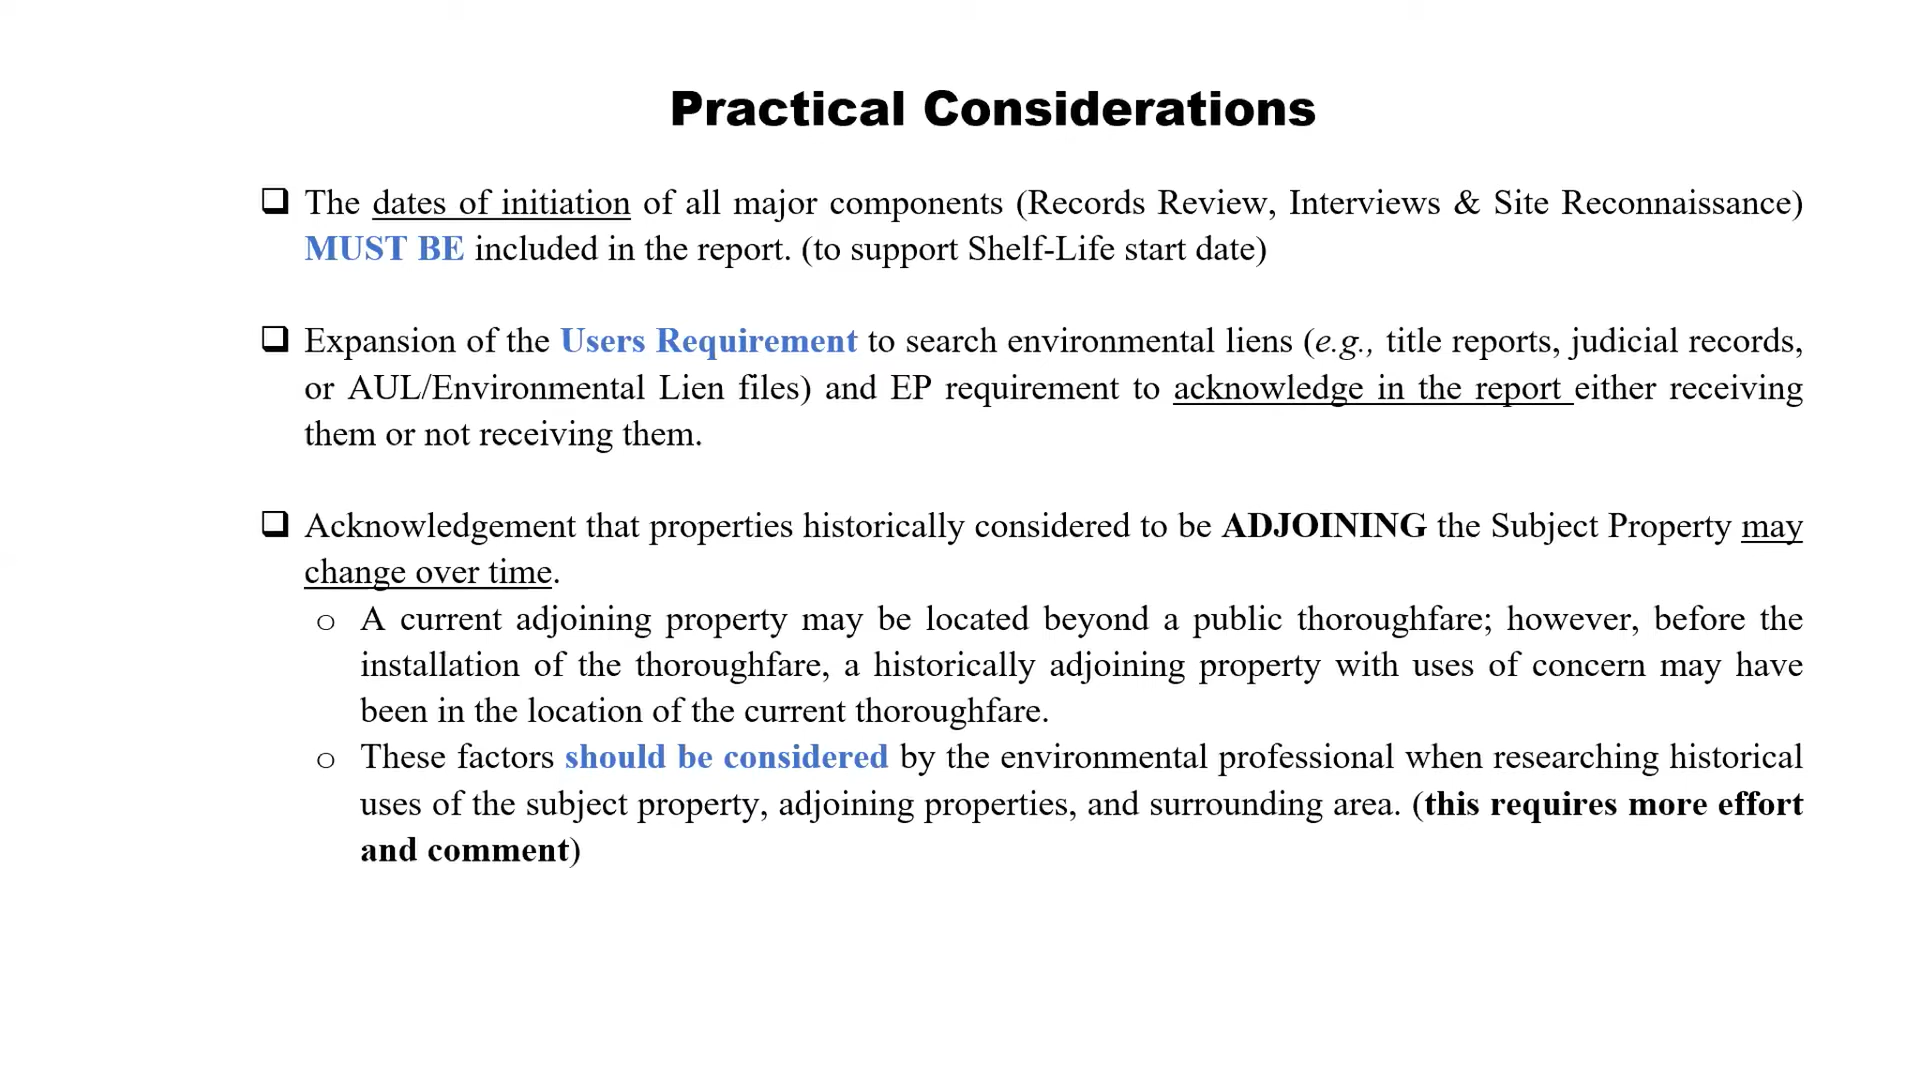 Practical Considerations
❑ The dates of initiation of all major components (Records Review, Interviews & Site Reconnaissance)
MUST BE included in the report. (to support Shelf-Life start date)
❑ Expansion of the Users Requirement to search environmental liens (e.g., title reports, judicial records,
or AUL/Environmental Lien files) and EP requirement to acknowledge in the report either receiving
them or not receiving them.
❑ Acknowledgement that properties historically considered to be ADJOINING the Subject Property may
change over time.
o A current adjoining property may be located beyond a public thoroughfare; however, before the
installation of the thoroughfare, a historically adjoining property with uses of concern may have
been in the location of the current thoroughfare.
o These factors should be considered by the environmental professional when researching historical
uses of the subject property, adjoining properties, and surrounding area. (this requires more effort
and comment)